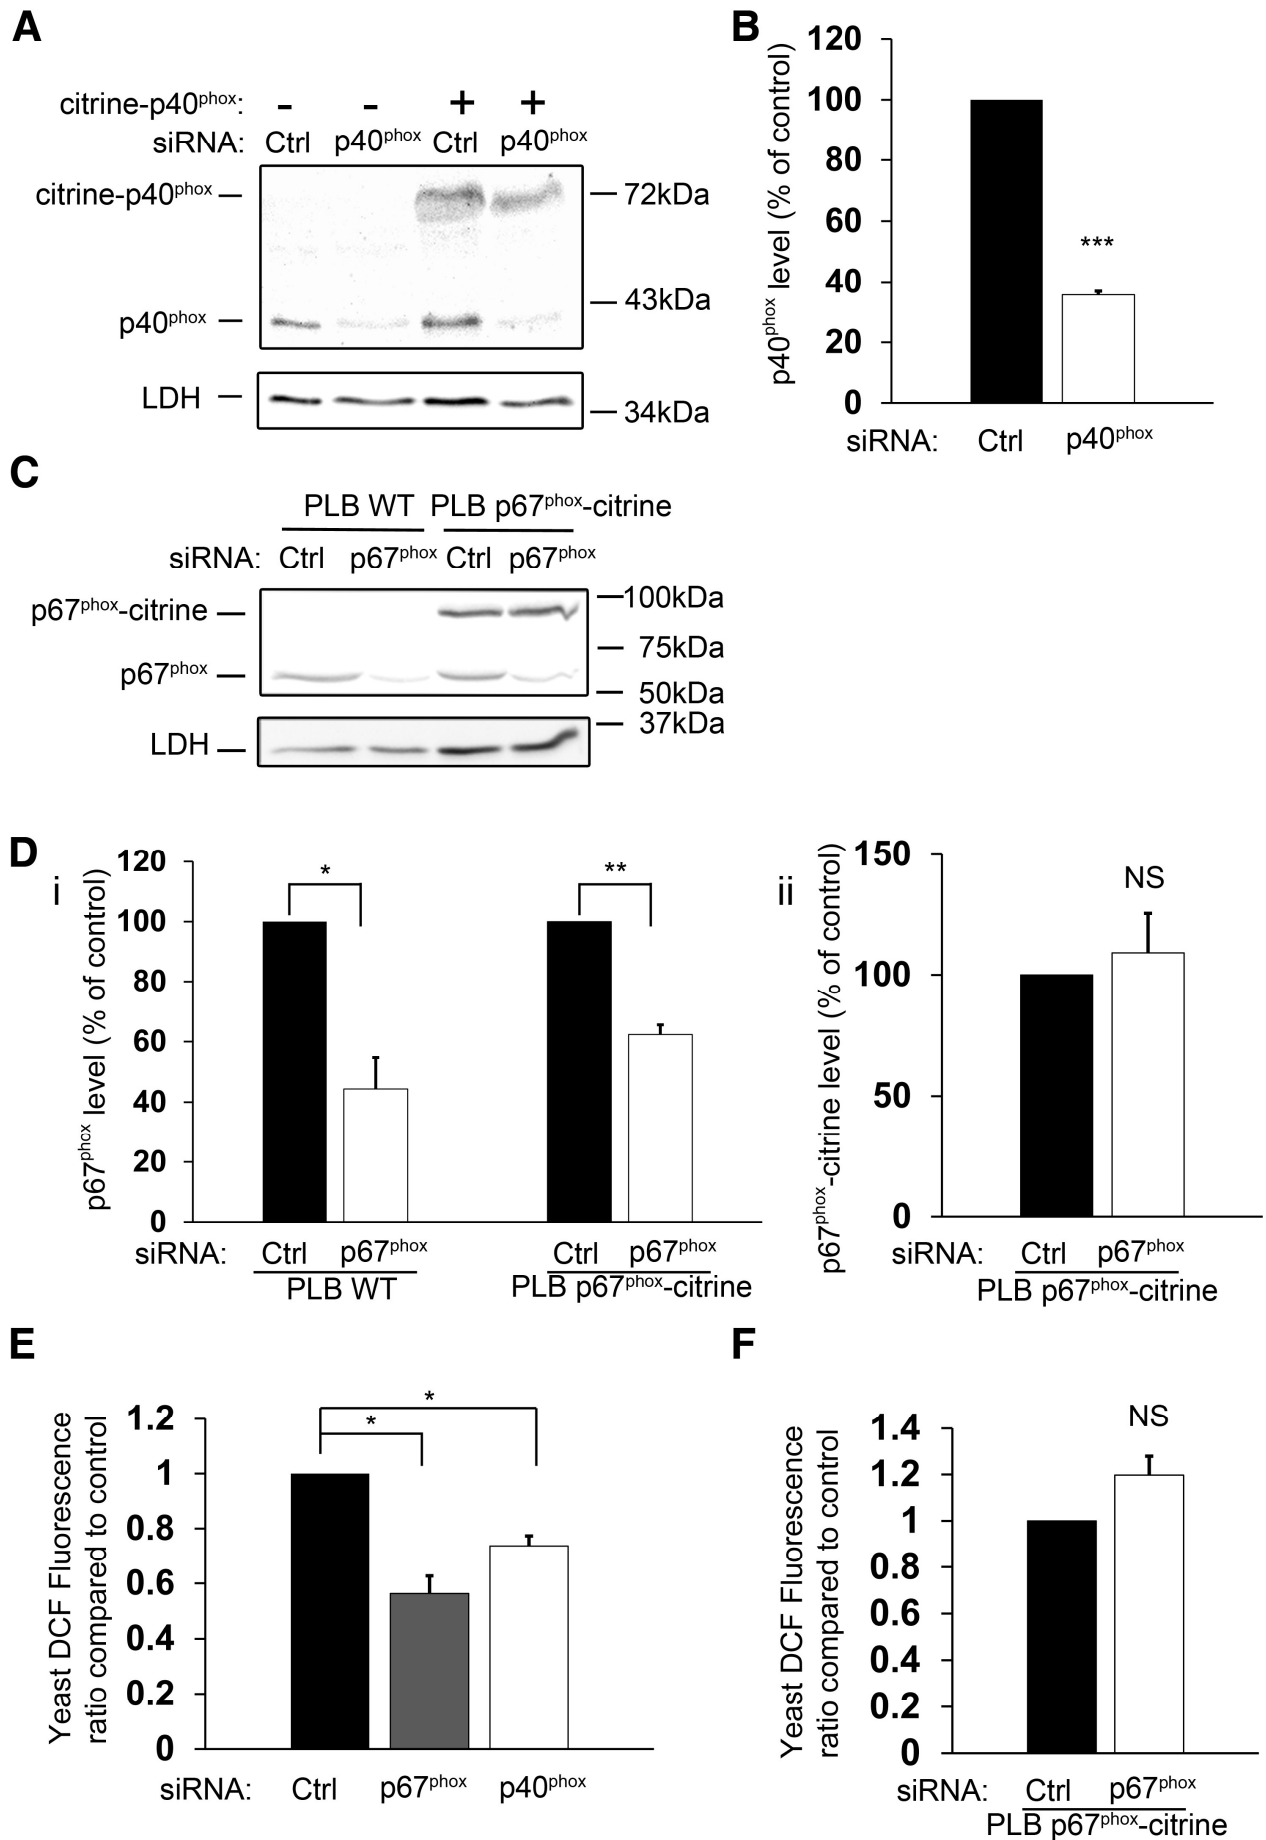 A
citrine-p40phox: - - + +
siRNA: Ctrl p40phox Ctrl p40phox
citrine-p40phox
72kDa
43kDa
p40phox
LDH
34kDa
B
p40phox level (% of control)
120
100
80
60
40
20
0
***
siRNA: Ctrl p40phox
C
PLB WT PLB p67phox-citrine
siRNA: Ctrl p67phox Ctrl p67phox
p67phox-citrine
100kDa
75kDa
p67phox
50kDa
37kDa
LDH
D
i
p67phox level (% of control)
120
100
80
60
40
20
0
*
**
siRNA: Ctrl p67phox Ctrl p67phox
PLB WT PLB p67phox-citrine
ii
p67phox-citrine level (% of control)
150
100
50
0
NS
siRNA: Ctrl p67phox
PLB p67phox-citrine
E
Yeast DCF Fluorescence
ratio compared to control
1.2
1
0.8
0.6
0.4
0.2
0
*
*
siRNA: Ctrl p67phox p40phox
F
Yeast DCF Fluorescence
ratio compared to control
1.4
1.2
1
0.8
0.6
0.4
0.2
0
NS
siRNA: Ctrl p67phox
PLB p67phox-citrine